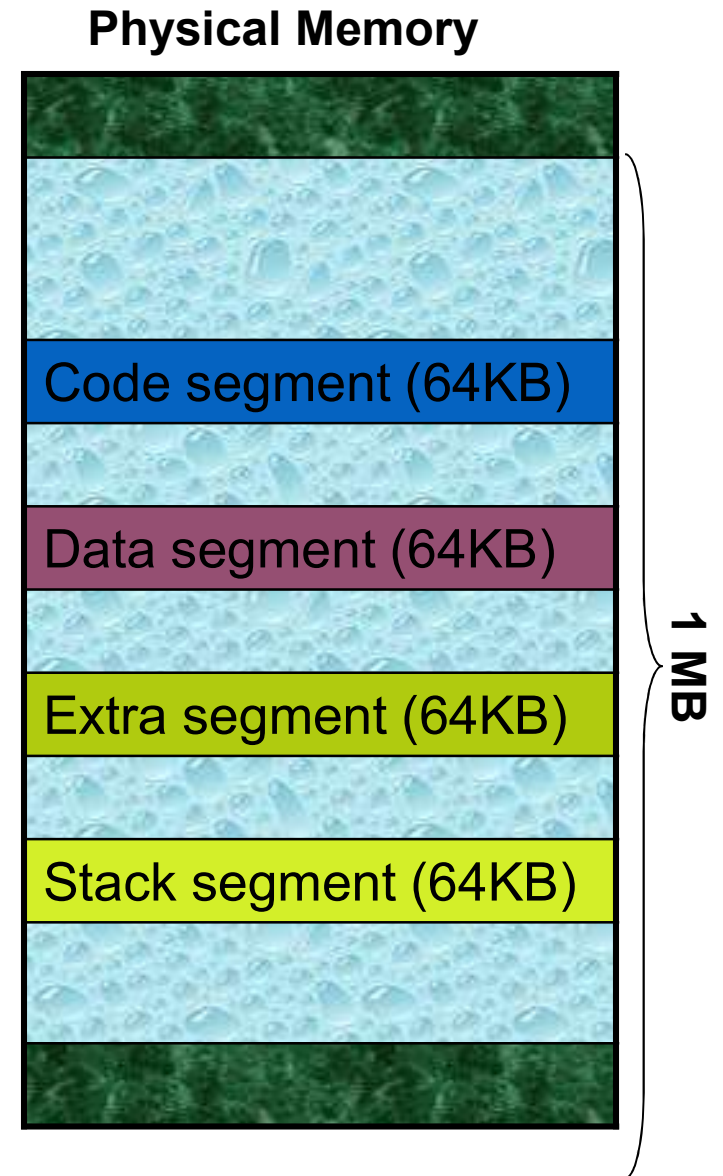 Physical Memory
Code segment (64KB)
Data segment (64KB)
1 MB
Extra segment (64KB)
Stack segment (64KB)